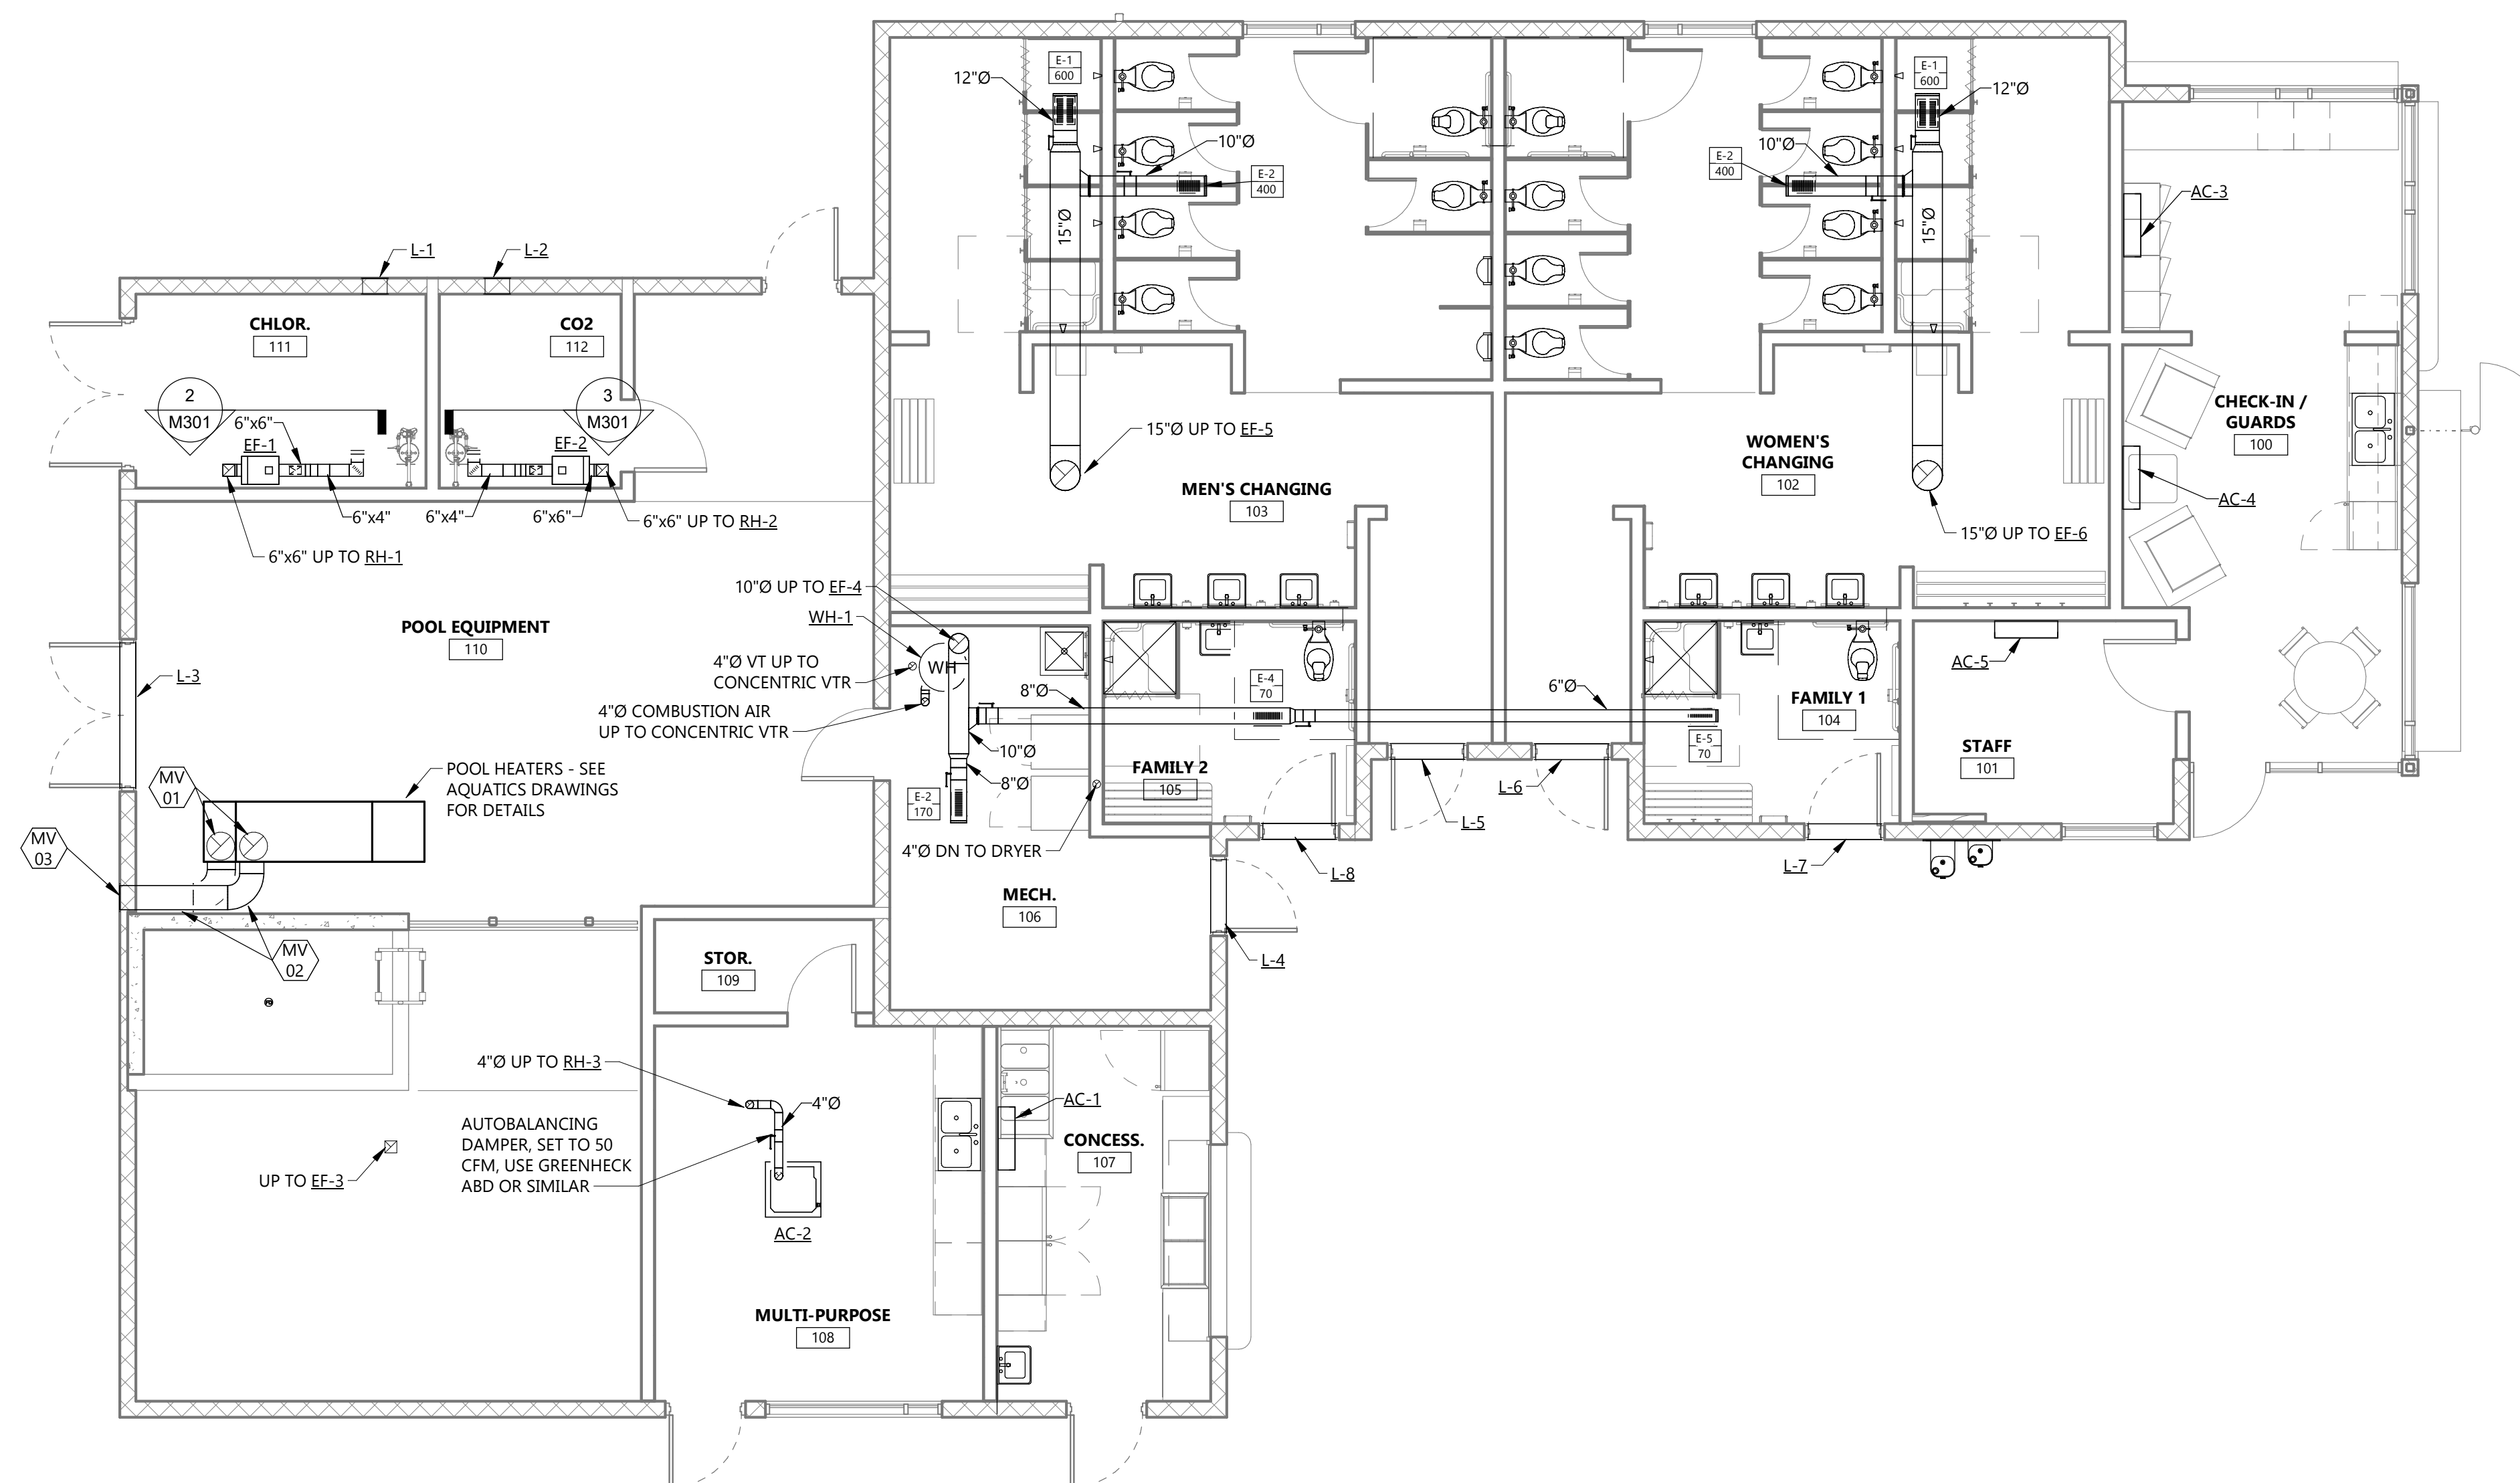 E-1
600
12"Ø
10"Ø
E-2
400
15"Ø
E-1
600
12"Ø
10"Ø
E-2
400
15"Ø
AC-3
L-1
L-2
CHLOR.
111
CO2
112
2
M301
3
M301
6"x6"
EF-1
EF-2
6"x4"
6"x4"
6"x6"
6"x6" UP TO RH-2
6"x6" UP TO RH-1
15"Ø UP TO EF-5
MEN'S CHANGING
103
WOMEN'S
CHANGING
102
15"Ø UP TO EF-6
CHECK-IN /
GUARDS
100
AC-4
10"Ø UP TO EF-4
WH-1
WH
4"Ø VT UP TO
CONCENTRIC VTR
4"Ø COMBUSTION AIR
UP TO CONCENTRIC VTR
POOL EQUIPMENT
110
L-3
8"Ø
E-4
70
6"Ø
E-5
70
FAMILY 1
104
AC-5
STAFF
101
10"Ø
8"Ø
E-2
170
FAMILY 2
105
4"Ø DN TO DRYER
L-8
L-5
L-6
L-7
MV
01
MV
03
MV
02
POOL HEATERS - SEE
AQUATICS DRAWINGS
FOR DETAILS
MECH.
106
L-4
STOR.
109
4"Ø UP TO RH-3
4"Ø
AUTOBALANCING
DAMPER, SET TO 50
CFM, USE GREENHECK
ABD OR SIMILAR
UP TO EF-3
AC-2
AC-1
CONCESS.
107
MULTI-PURPOSE
108